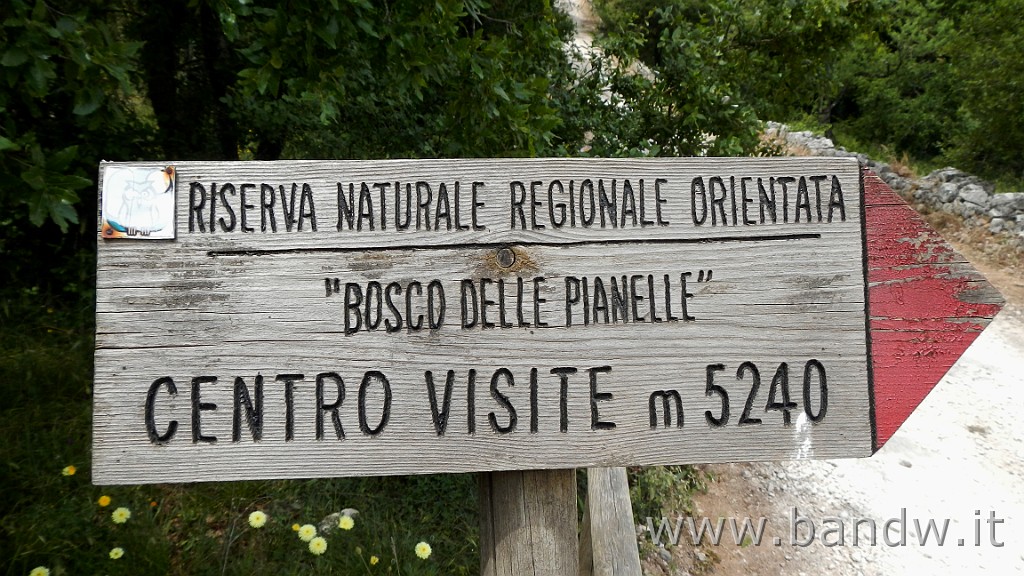 RISERVA NATURALE REGIONALE ORIENTATA
"BOSCO DELLE PIANELLE"
CENTRO VISITE m 5240
www.bandw.it